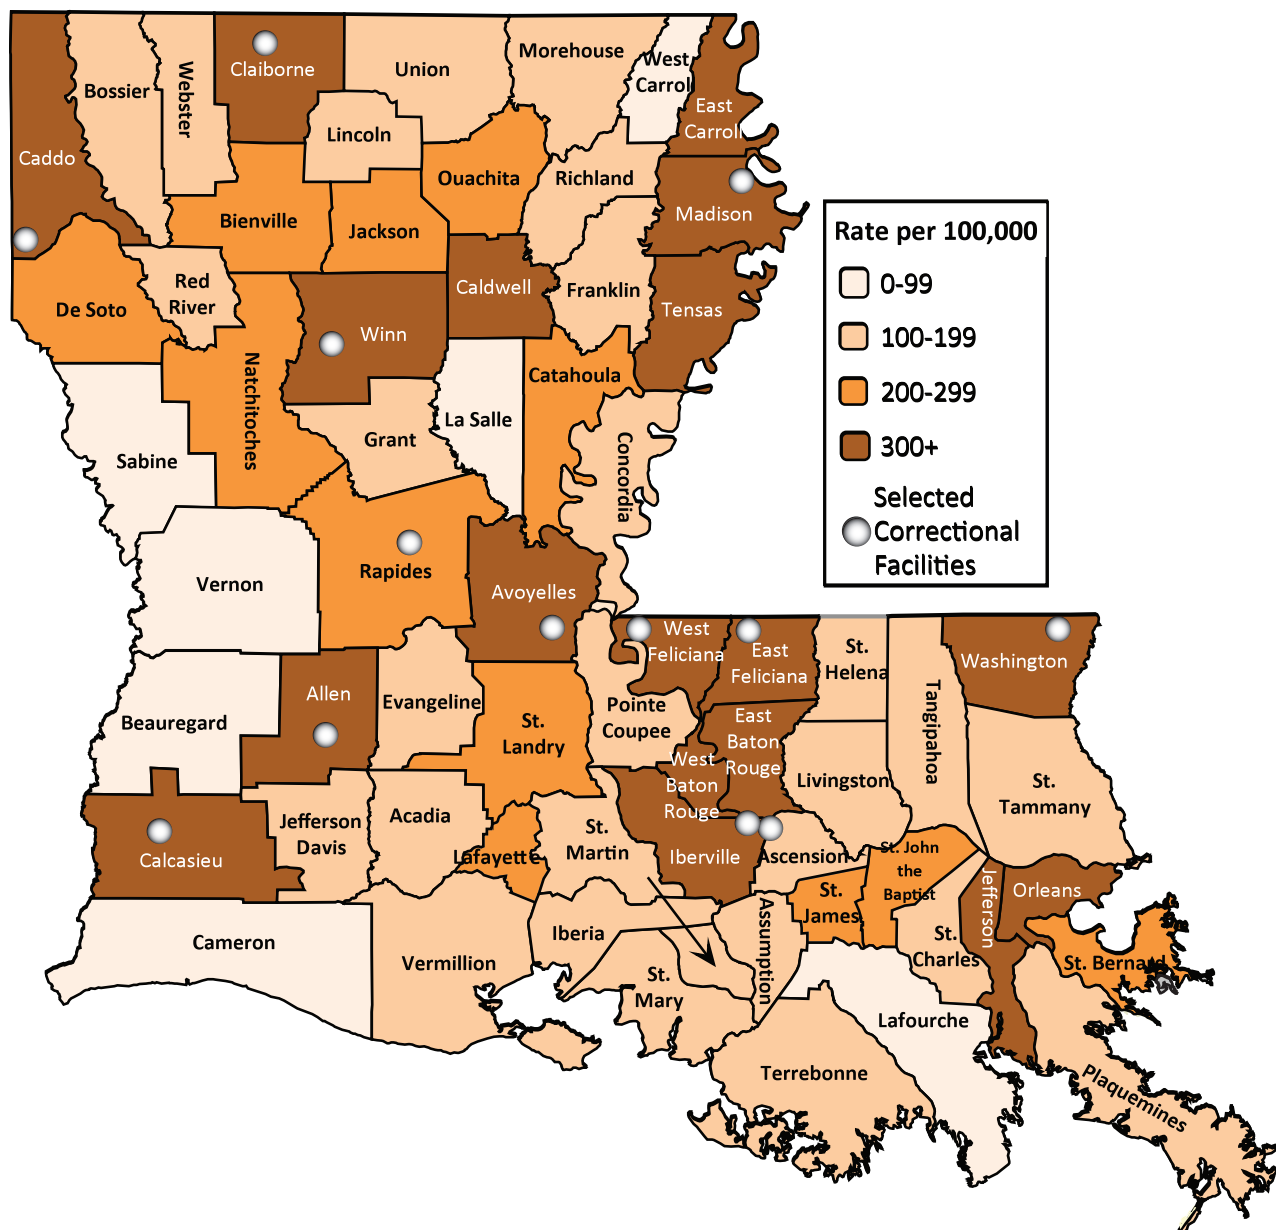 Morehouse
Claiborne
Union
West
Carrol
Bossier
Webster
East
Carroll
Lincoln
Caddo
Ouachita
Richland
Madison
Bienville
Jackson
Rate per 100,000
Red
River
0-99
Caldwell
Franklin
De Soto
Tensas
Winn
100-199
Natchitoches
Catahoula
200-299
La Salle
Grant
300+
Sabine
Concordia
Selected
Correctional
Facilities
Vernon
Rapides
Avoyelles
West
Feliciana
East
Feliciana
St.
Helena
Washington
Allen
Evangeline
Pointe
Coupee
Tangipahoa
Beauregard
St.
Landry
East
Baton
Rouge
West
Baton
Rouge
Livingston
St.
Tammany
Jefferson
Davis
Acadia
St.
Martin
Calcasieu
Lafayette
Iberville
Ascension
St. John
the
Baptist
St.
James
Jefferson
Orleans
Cameron
Vermillion
Iberia
Assumption
St.
Charles
St. Bernard
St.
Mary
Lafourche
Terrebonne
Plaquemines